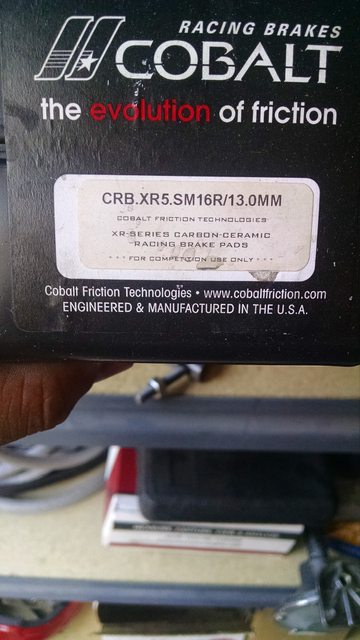 RACING BRAKES
COBALT
the evolution of friction
CRB.XR5.SM16R/13.0MM
COBALT FRICTION TECHNOLOGIES
XR-SERIES CARBON-CERAMIC
RACING BRAKE PADS
***FOR COMPETITION USE ONLY***
Cobalt Friction Technologies • www.cobaltfriction.com
ENGINEERED & MANUFACTURED IN THE U.S.A.